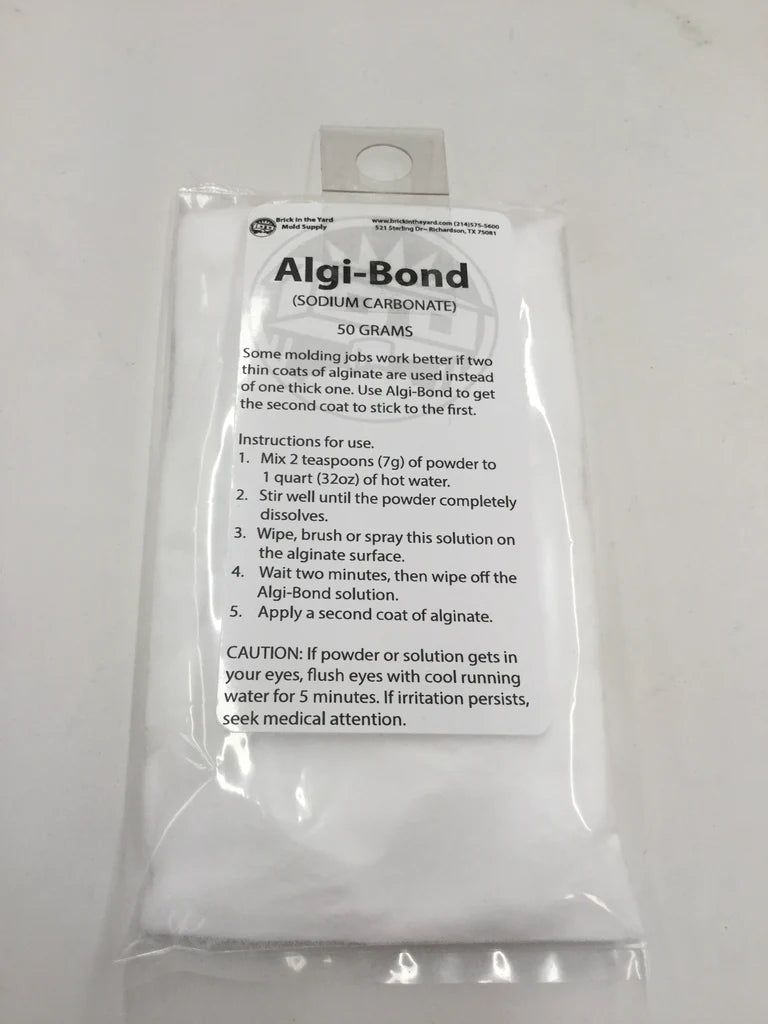 Brick in the Yard
Mold Supply
www.brickintheyard.com (214)575-5600
521 Sterling Dr~ Richardson, TX 75081
Algi-Bond
(SODIUM CARBONATE)
50 GRAMS
Some molding jobs work better if two
thin coats of alginate are used instead
of one thick one. Use Algi-Bond to get
the second coat to stick to the first.
Instructions for use.
1. Mix 2 teaspoons (7g) of powder to
1 quart (32oz) of hot water.
2. Stir well until the powder completely
dissolves.
3. Wipe, brush or spray this solution on
the alginate surface.
4. Wait two minutes, then wipe off the
Algi-Bond solution.
5. Apply a second coat of alginate.
CAUTION: If powder or solution gets in
your eyes, flush eyes with cool running
water for 5 minutes. If irritation persists,
seek medical attention.